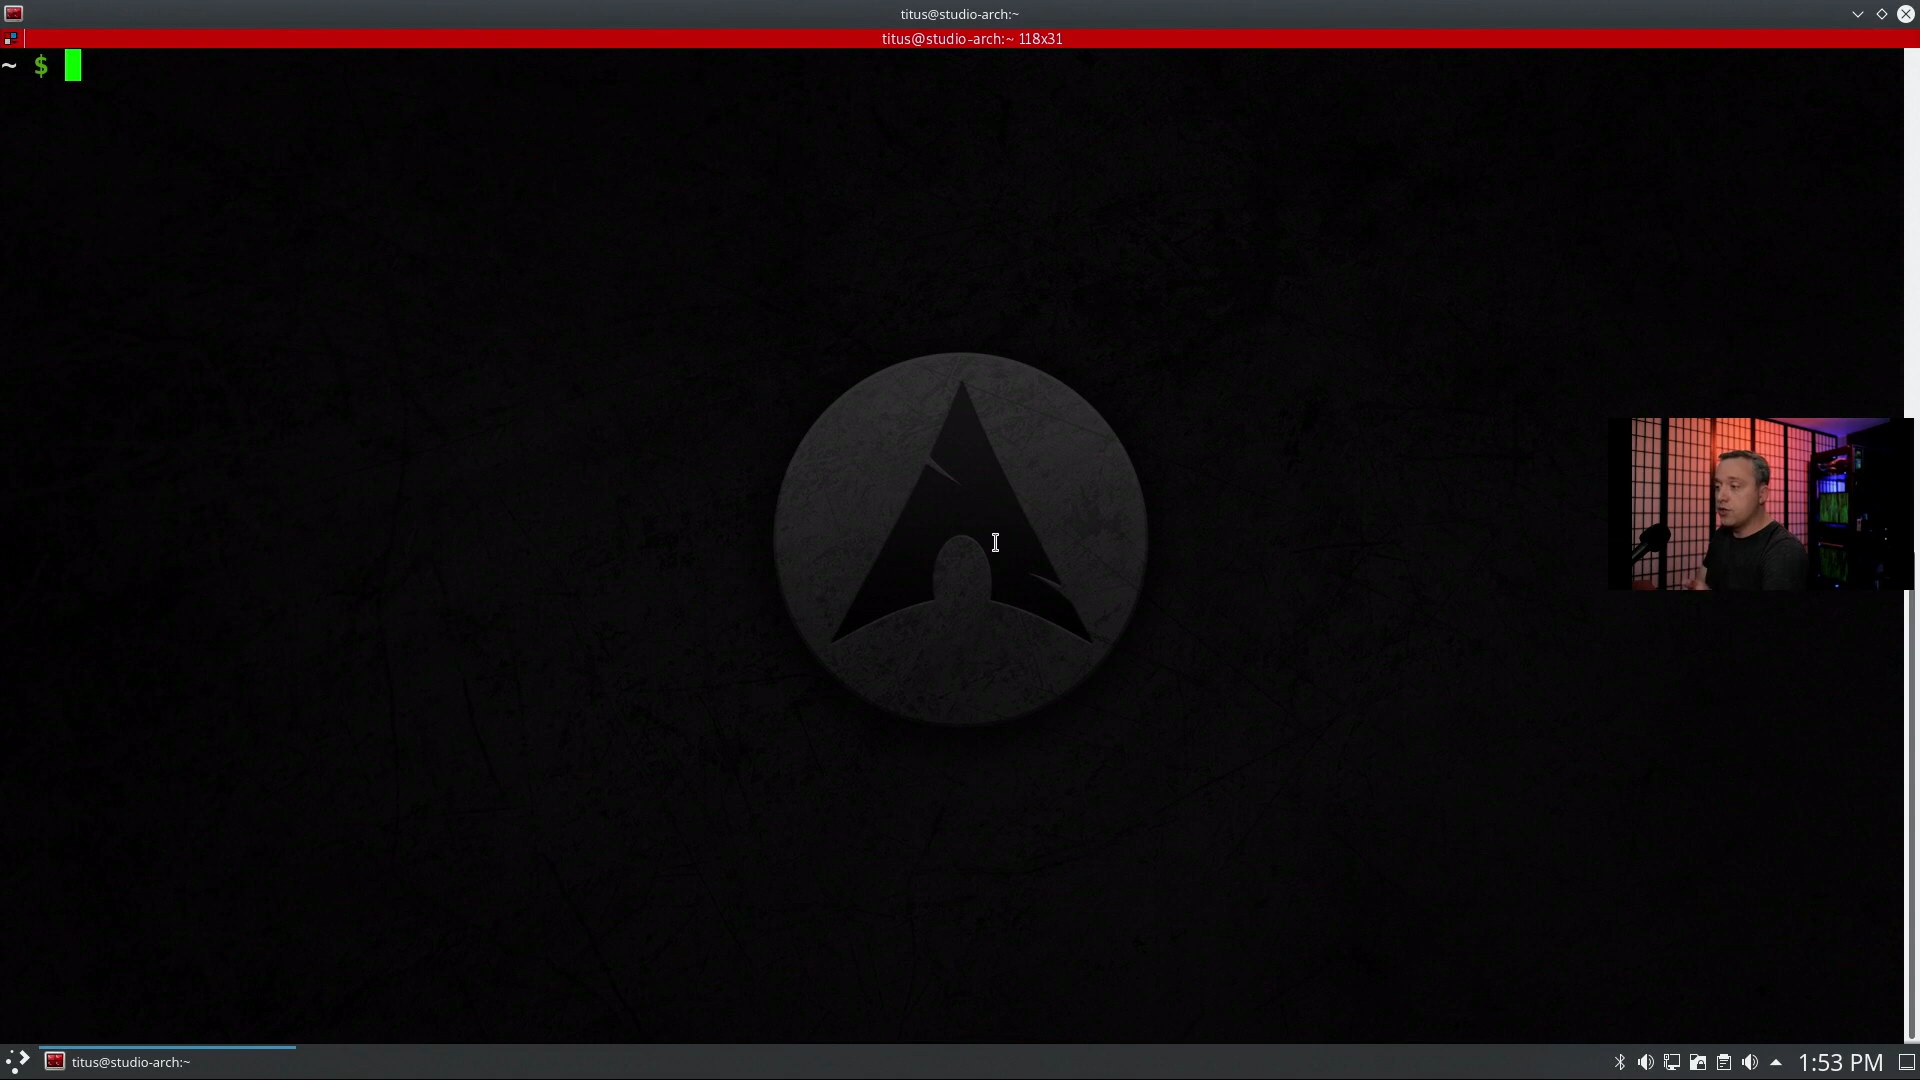 titus@studio-arch:~
titus@studio-arch:~ 118x31
~ $
titus@studio-arch:~
1:53 PM